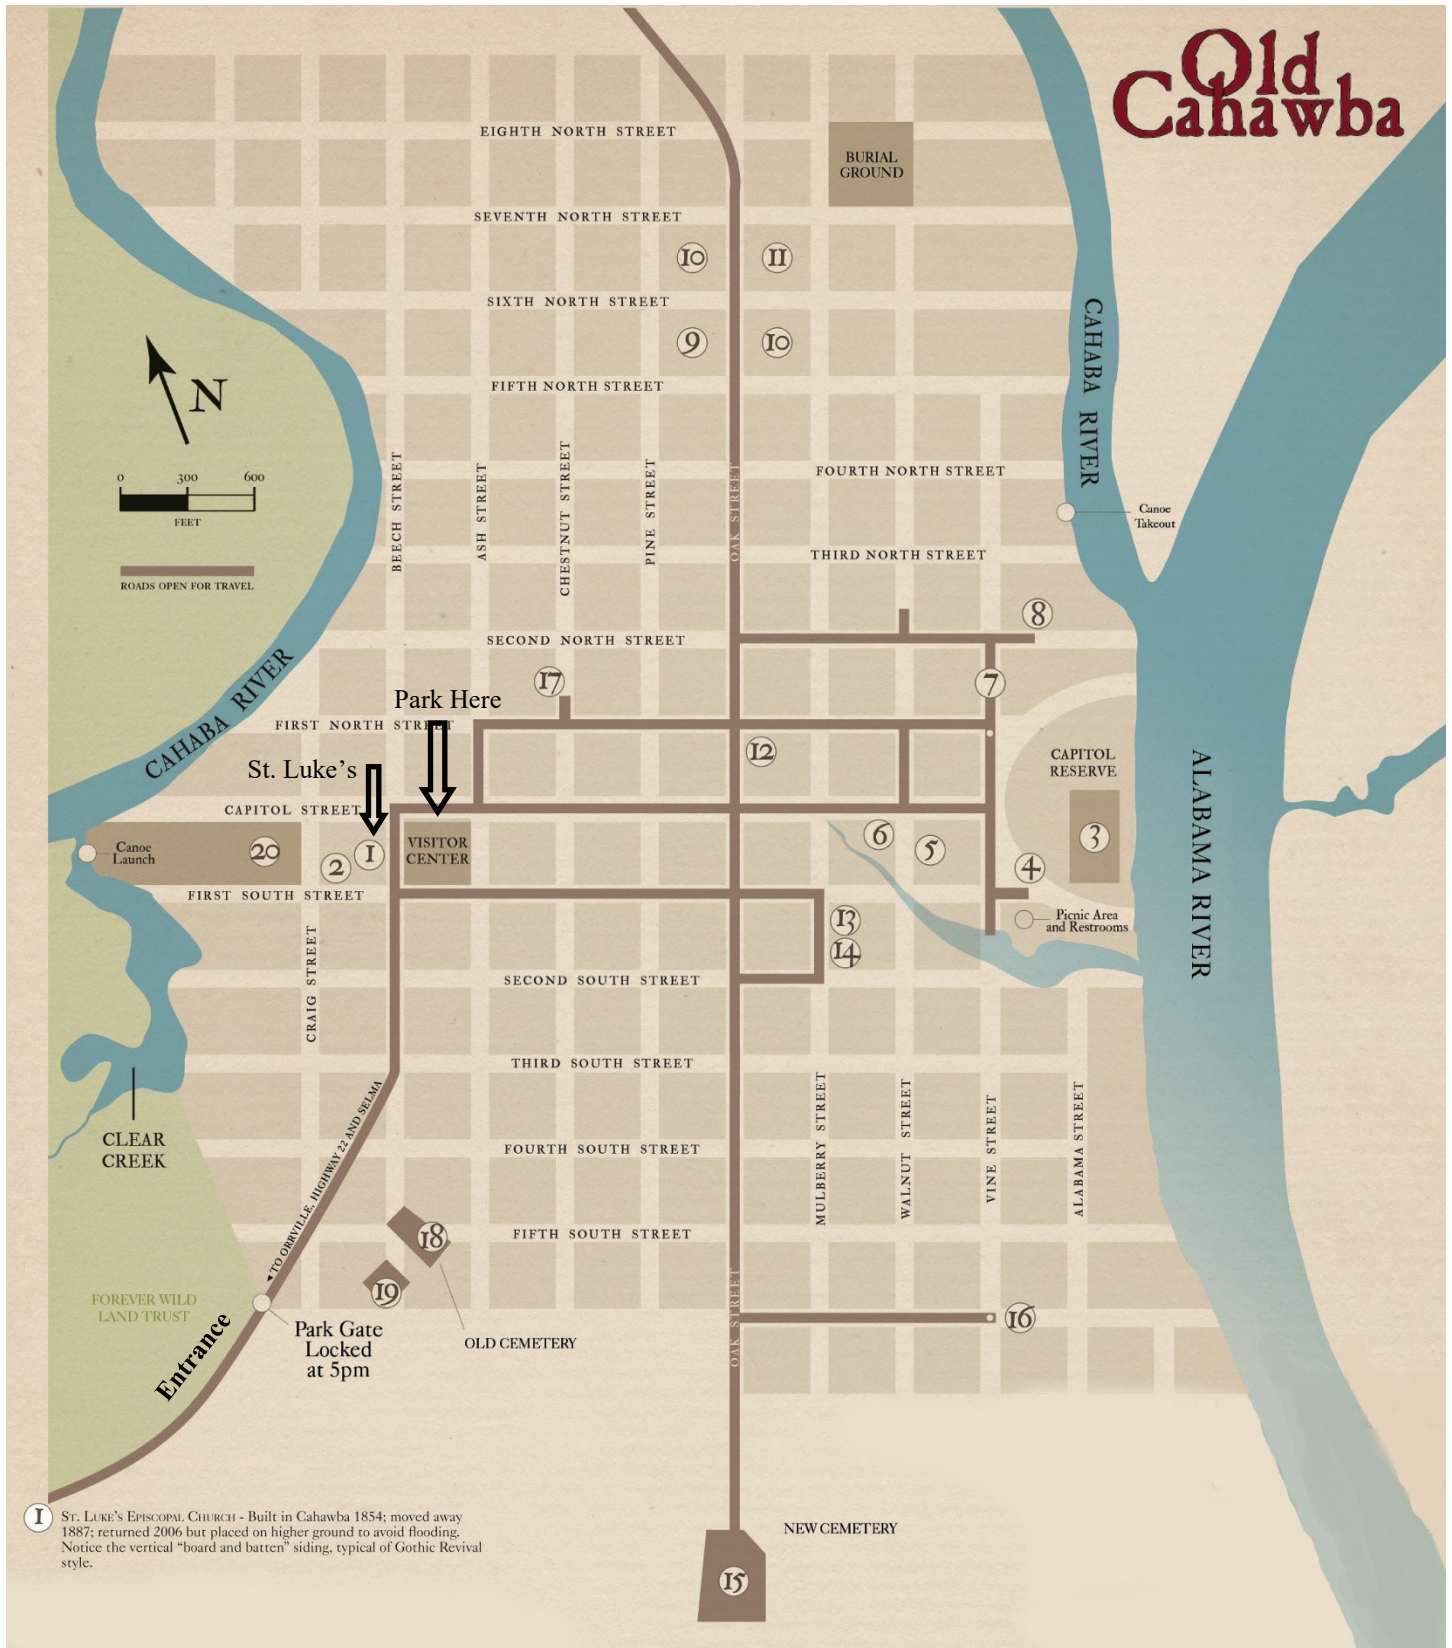 Old
Cahawba
EIGHTH NORTH STREET
BURIAL
GROUND
SEVENTH NORTH STREET
10
11
SIXTH NORTH STREET
9
10
FIFTH NORTH STREET
CAHABA RIVER
N
0 300 600
FEET
ROADS OPEN FOR TRAVEL
BEECH STREET
ASH STREET
CHESTNUT STREET
PINE STREET
OAK STREET
FOURTH NORTH STREET
Canoe
Takeout
THIRD NORTH STREET
8
SECOND NORTH STREET
17
7
Park Here
CAHABA RIVER
FIRST NORTH STREET
12
CAPITOL
RESERVE
St. Luke's
ALABAMA RIVER
CAPITOL STREET
VISITOR
CENTER
Canoe
Launch
20
2
1
6
5
3
4
FIRST SOUTH STREET
13
14
Picnic Area
and Restrooms
CRAIG STREET
SECOND SOUTH STREET
THIRD SOUTH STREET
CLEAR
CREEK
TO ORRVILLE, HIGHWAY 22 AND SELMA
MULBERRY STREET
WALNUT STREET
VINE STREET
ALABAMA STREET
FOURTH SOUTH STREET
FIFTH SOUTH STREET
18
19
FOREVER WILD
LAND TRUST
Entrance
Park Gate
Locked
at 5pm
OLD CEMETERY
OAK STREET
16
1
ST. LUKE'S EPISCOPAL CHURCH - Built in Cahawba 1854; moved away
1887; returned 2006 but placed on higher ground to avoid flooding.
Notice the vertical “board and batten” siding, typical of Gothic Revival
style.
NEW CEMETERY
15